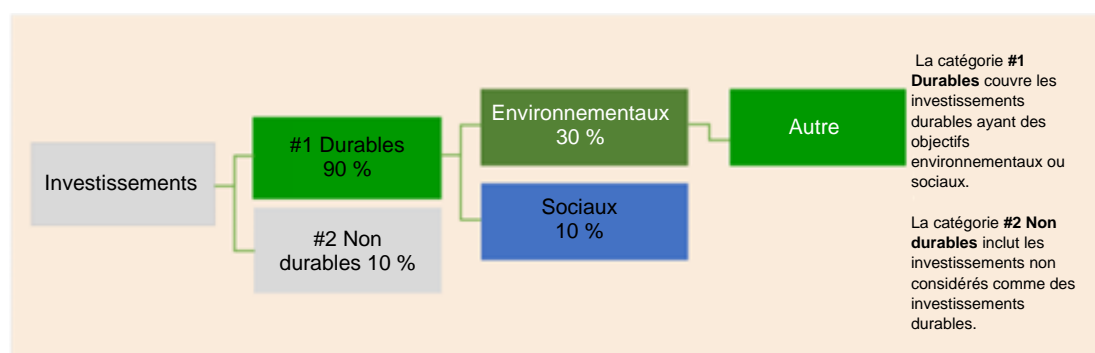 Investissements
#1 Durables
90 %
#2 Non
durables 10 %
Environnementaux
30 %
Sociaux
10 %
Autre
La catégorie #1
Durables couvre les
investissements
durables ayant des
objectifs
environnementaux ou
sociaux.
La catégorie #2 Non
durables inclut les
investissements non
considérés comme des
investissements
durables.